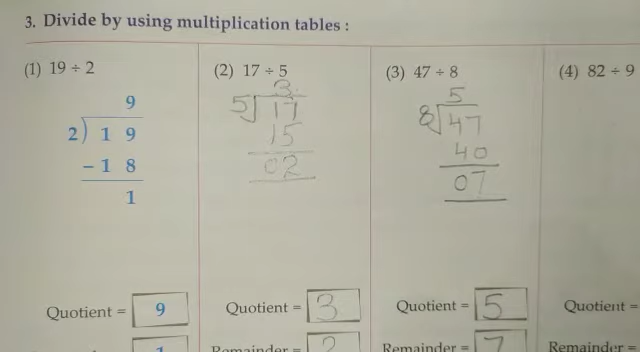 3. Divide by using multiplication tables :
(1) 19 ÷ 2
9
2) 1 9
- 1 8
1
Quotient = 9
1
(2) 17 ÷ 5
3
5) 17
15
02
Quotient = 3
Remainder = 2
(3) 47 ÷ 8
5
8) 47
40
07
Quotient = 5
Remainder = 7
(4) 82 ÷ 9
Quotient =
Remainder =